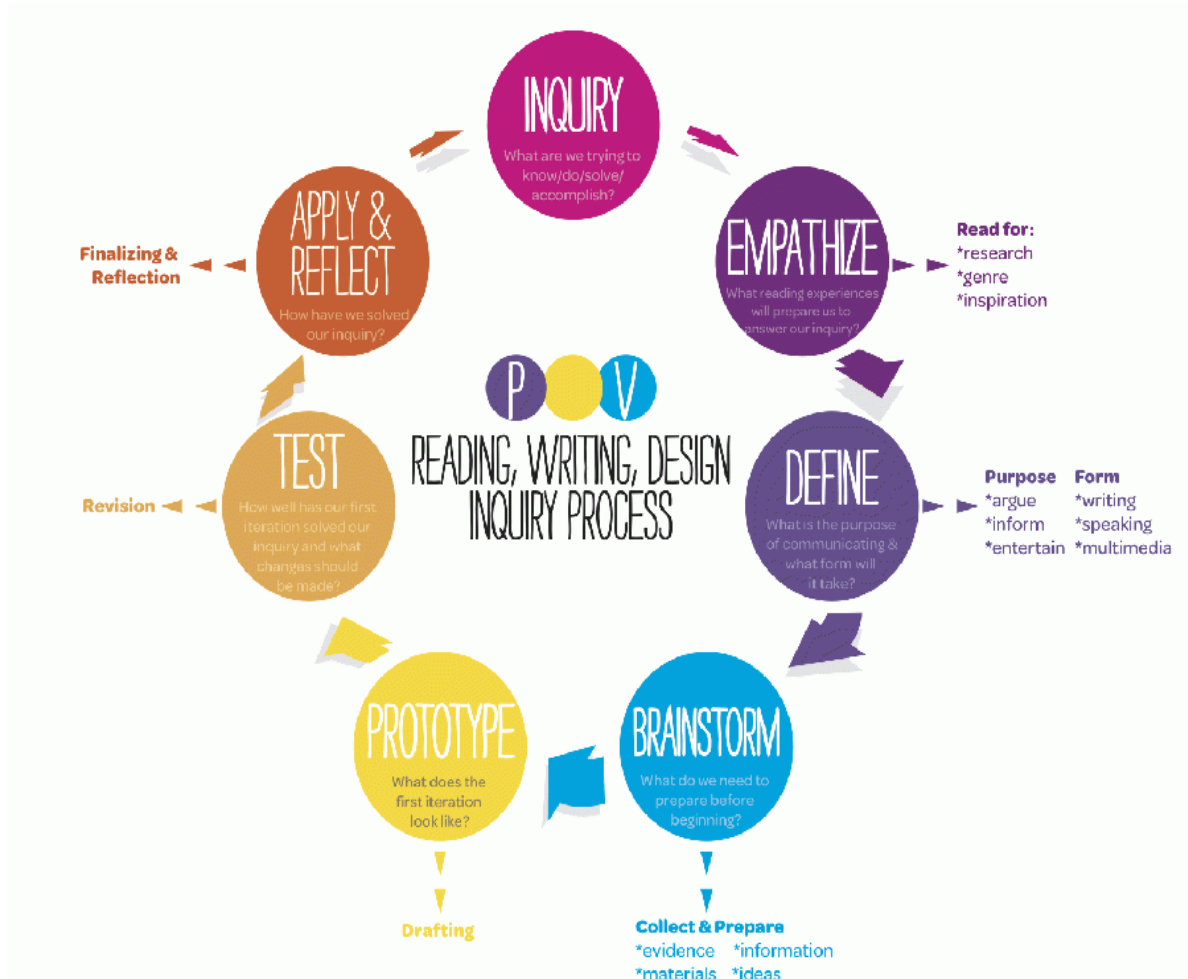 INQUIRY
What are we trying to
know/do/solve/
accomplish?
EMPATHIZE
What reading experiences
will prepare us to
answer our inquiry?
Read for:
*research
*genre
*inspiration
DEFINE
What is the purpose
of communicating &
what form will
it take?
Purpose
*argue
*inform
*entertain
Form
*writing
*speaking
*multimedia
BRAINSTORM
What do we need to
prepare before
beginning?
Collect & Prepare
*evidence *information
*materials *ideas
PROTOTYPE
What does the
first iteration
look like?
Drafting
TEST
How well has our first
iteration solved our
inquiry and what
changes should
be made?
Revision
APPLY &
REFLECT
How have we solved
our inquiry?
Finalizing &
Reflection
P V
READING, WRITING, DESIGN
INQUIRY PROCESS